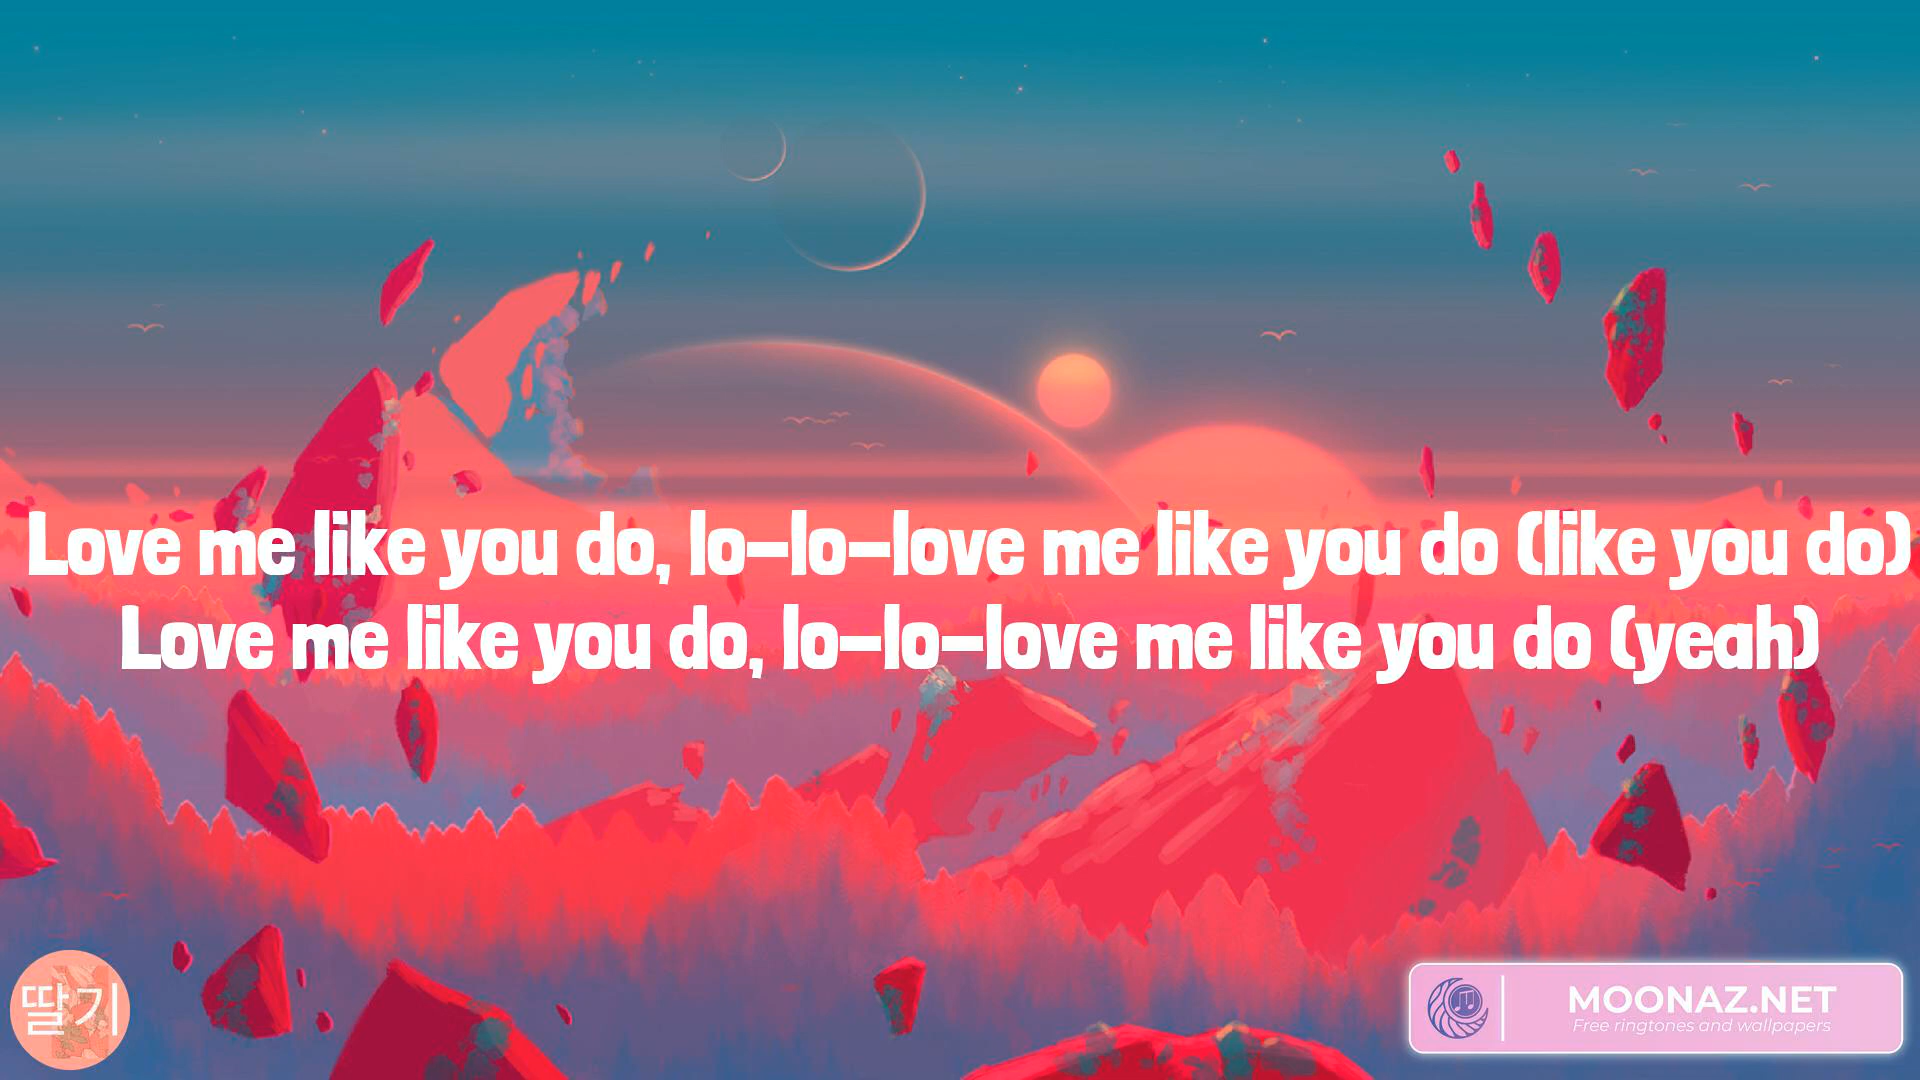 Love me like you do, lo-lo-love me like you do (like you do)
Love me like you do, lo-lo-love me like you do (yeah)
딸기
MOONAZ.NET
Free ringtones and wallpapers